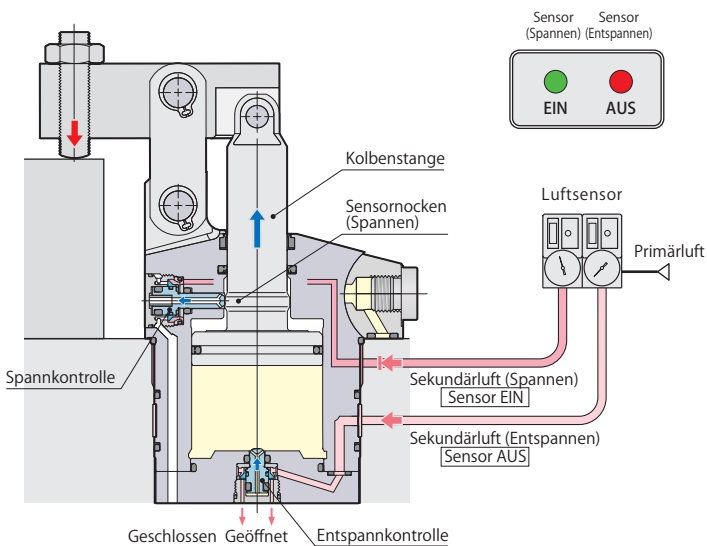 Sensor
(Spannen)
Sensor
(Entspannen)
EIN
AUS
Kolbenstange
Sensornocken
(Spannen)
Luftsensor
Primärluft
Spannkontrolle
Sekundärluft (Spannen)
Sensor EIN
Sekundärluft (Entspannen)
Sensor AUS
Geschlossen
Geöffnet
Entspannkontrolle